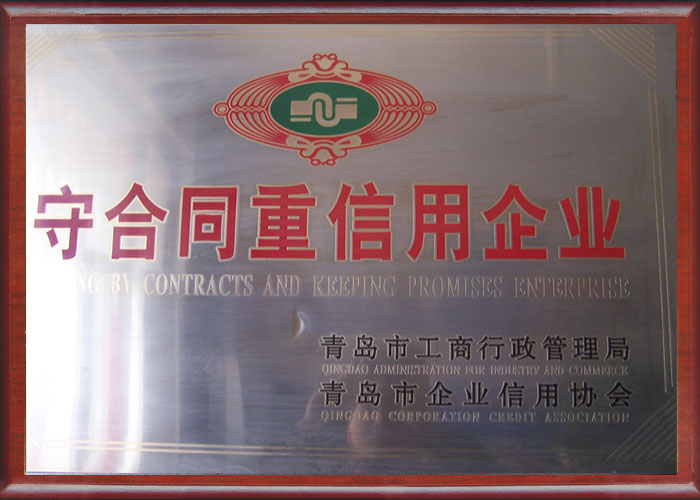 守合同重信用企业
BY CONTRACTS AND KEEPING PROMISES ENTERPRISE
青岛市工商行政管理局
QINGDAO ADMINISTRATION FOR INDUSTRY AND COMMERCK
青岛市企业信用协会
QINGDAO CORPORATION CREDIT ASSOCIATION